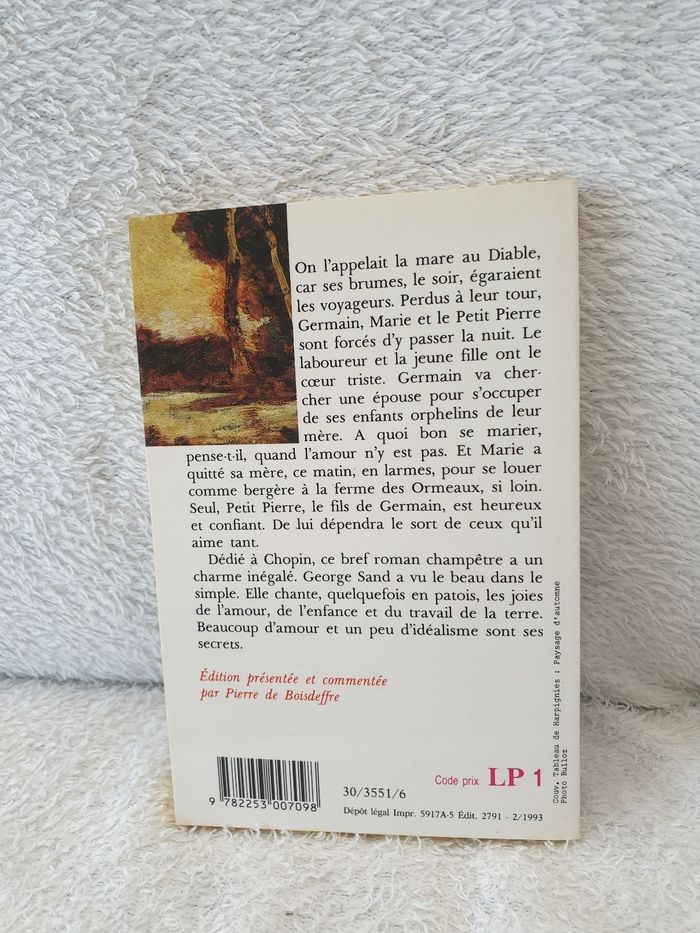 On l'appelait la mare au Diable,
car ses brumes, le soir, égaraient
les voyageurs. Perdus à leur tour,
Germain, Marie et le Petit Pierre
sont forcés d'y passer la nuit. Le
laboureur et la jeune fille ont le
cœur triste. Germain va cher-
cher une épouse pour s'occuper
de ses enfants orphelins de leur
mère. A quoi bon se marier,
pense-t-il, quand l'amour n'y est pas. Et Marie a
quitté sa mère, ce matin, en larmes, pour se louer
comme bergère à la ferme des Ormeaux, si loin.
Seul, Petit Pierre, le fils de Germain, est heureux
et confiant. De lui dépendra le sort de ceux qu'il
aime tant.
Dédié à Chopin, ce bref roman champêtre a un
charme inégalé. George Sand a vu le beau dans le
simple. Elle chante, quelquefois en patois, les joies
de l'amour, de l'enfance et du travail de la terre.
Beaucoup d'amour et un peu d'idéalisme sont ses
secrets.
Édition présentée et commentée
par Pierre de Boisdeffre
9 782253 007098
30/3551/6
Code prix LP 1
Dépôt légal Impr. 5917A-5 Édit. 2791 - 2/1993
Couv. Tableau de Harpignies : Paysage d'automne
Photo Bulloz